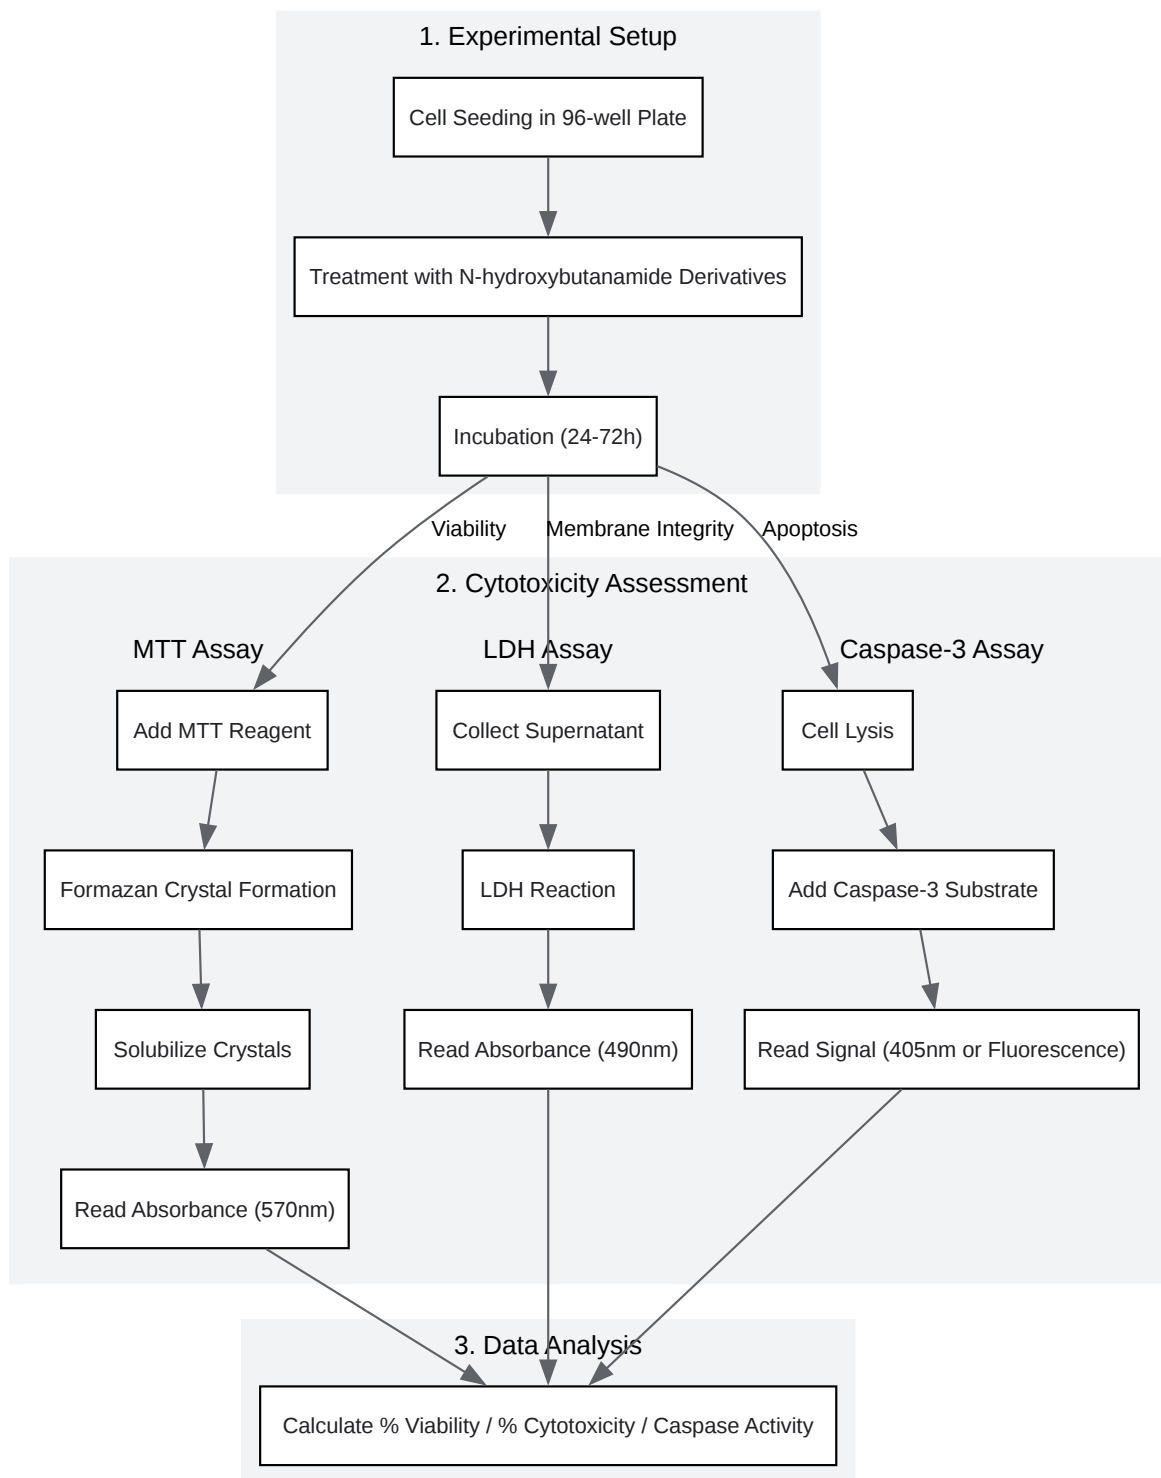 1. Experimental Setup
Cell Seeding in 96-well Plate
Treatment with N-hydroxybutanamide Derivatives
Incubation (24-72h)
Viability
Membrane Integrity
Apoptosis
2. Cytotoxicity Assessment
MTT Assay
LDH Assay
Caspase-3 Assay
Add MTT Reagent
Collect Supernatant
Cell Lysis
Formazan Crystal Formation
LDH Reaction
Add Caspase-3 Substrate
Solubilize Crystals
Read Absorbance (490nm)
Read Signal (405nm or Fluorescence)
Read Absorbance (570nm)
3. Data Analysis
Calculate % Viability / % Cytotoxicity / Caspase Activity